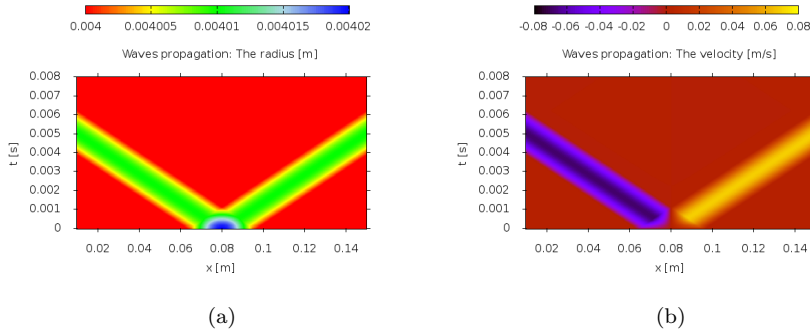 0.004 0.004005 0.00401 0.004015 0.00402
Waves propagation: The radius [m]
0.008
0.007
0.006
0.005
0.004
0.003
0.002
0.001
0
t [s]
0.02 0.04 0.06 0.08 0.1 0.12 0.14
x [m]
(a)
-0.08 -0.06 -0.04 -0.02 0 0.02 0.04 0.06 0.08
Waves propagation: The velocity [m/s]
0.008
0.007
0.006
0.005
0.004
0.003
0.002
0.001
0
t [s]
0.02 0.04 0.06 0.08 0.1 0.12 0.14
x [m]
(b)